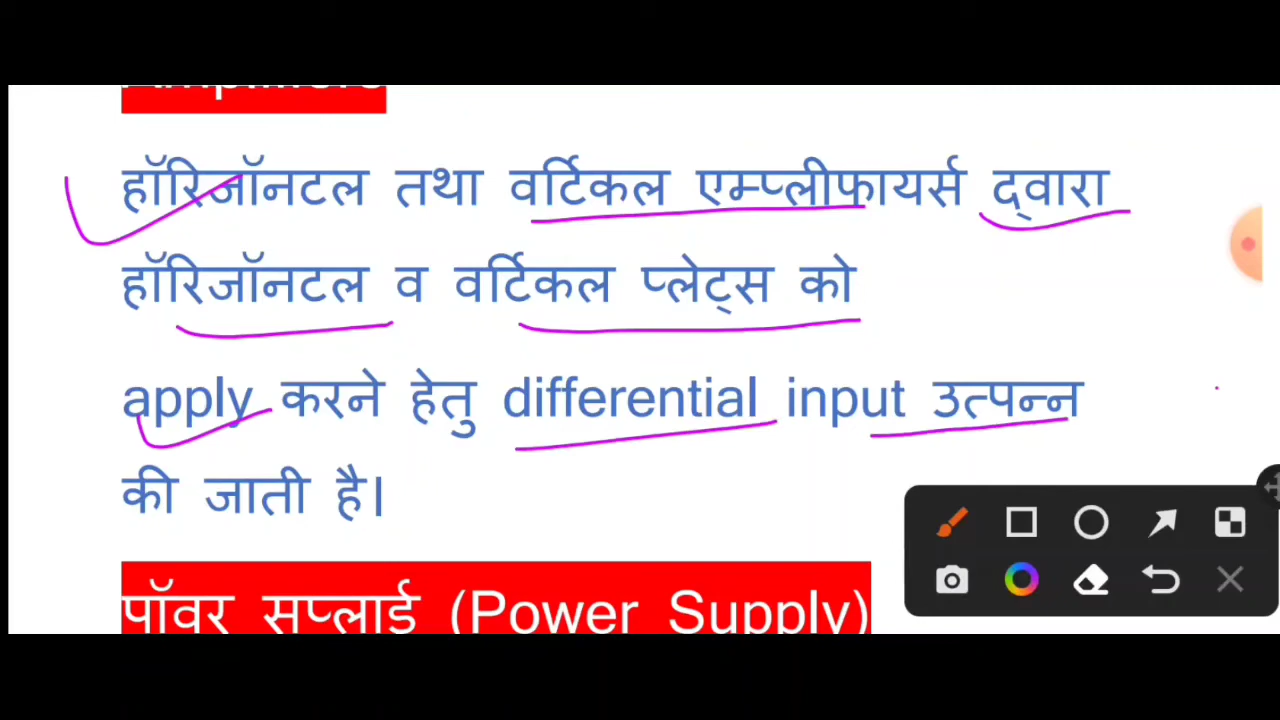 हॉरिजॉनटल तथा वर्टिकल एम्प्लीफायर्स द्वारा
हॉरिजॉनटल व वर्टिकल प्लेट्स को
apply करने हेतु differential input उत्पन्न
की जाती है।
पॉवर सप्लाई (Power Supply)